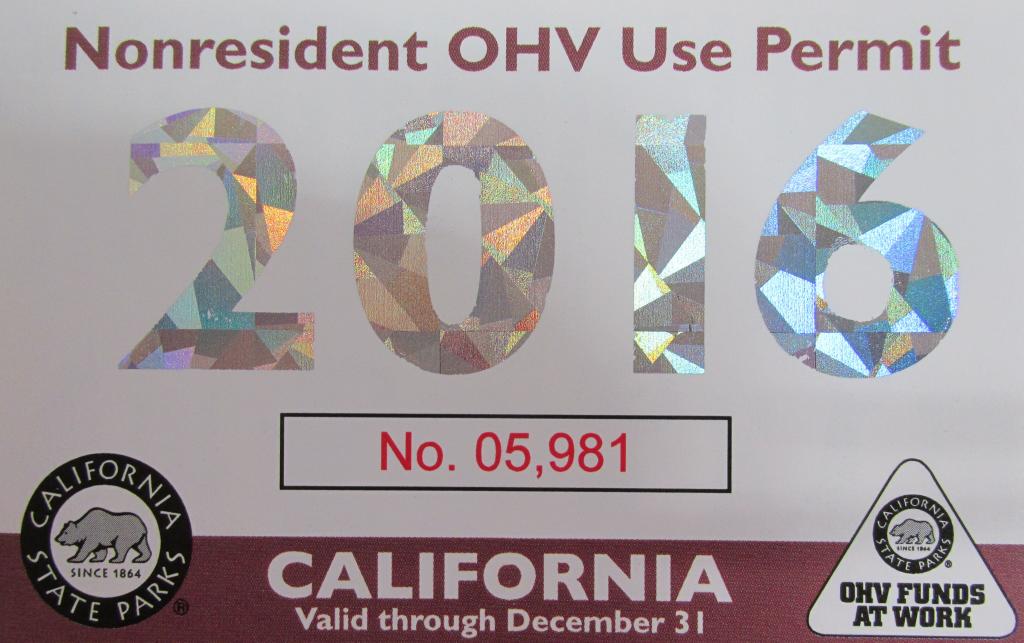 Nonresident OHV Use Permit
2016
No. 05,981
CALIFORNIA
STATE PARKS
SINCE 1864
®
CALIFORNIA
Valid through December 31
CALIFORNIA
STATE PARKS
SINCE 1864
®
OHV FUNDS
AT WORK